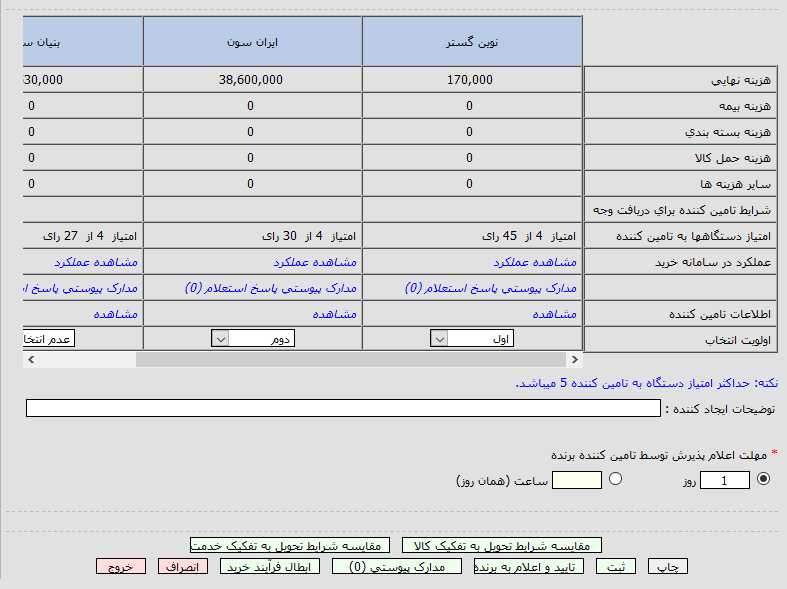 نوین گستر ایران سون بنیان س
هزینه نهایي 170,000 38,600,000 30,000
هزینه بیمه 0 0 0
هزینه بسته بندي 0 0 0
هزینه حمل کالا 0 0 0
سایر هزینه ها 0 0 0
شرایط تامین کننده براي دریافت وجه
امتیاز دستگاهها به تامین کننده امتیاز 4 از 45 رای امتیاز 4 از 30 رای امتیاز 4 از 27 رای
عملکرد در سامانه خرید مشاهده عملکرد مشاهده عملکرد مشاهده عملکرد
مدارک پیوستي پاسخ استعلام (0) مدارک پیوستي پاسخ استعلام (0) مدارک پیوستي پاسخ
اطلاعات تامین کننده مشاهده مشاهده مشاهده
اولویت انتخاب اول دوم عدم انتخا
نکته: حداکثر امتیاز دستگاه به تامین کننده 5 میباشد.
توضیحات ایجاد کننده :
* مهلت اعلام پذیرش توسط تامین کننده برنده
1 روز ساعت (همان روز)
مقایسه شرایط تحویل به تفکیک کالا مقایسه شرایط تحویل به تفکیک خدمت
چاپ ثبت تایید و اعلام به برنده مدارک پیوستي (0) ابطال فرآیند خرید انصراف خروج